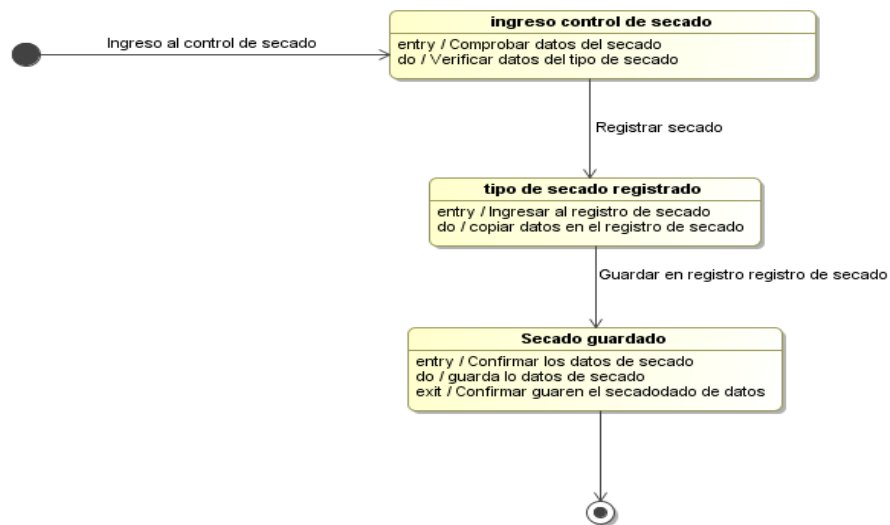 ingreso control de secado
Ingreso al control de secado
entry / Comprobar datos del secado
do / Verificar datos del tipo de secado
Registrar secado
tipo de secado registrado
entry / Ingresar al registro de secado
do / copiar datos en el registro de secado
Guardar en registro registro de secado
Secado guardado
entry / Confirmar los datos de secado
do / guarda lo datos de secado
exit / Confirmar guaren el secadodado de datos